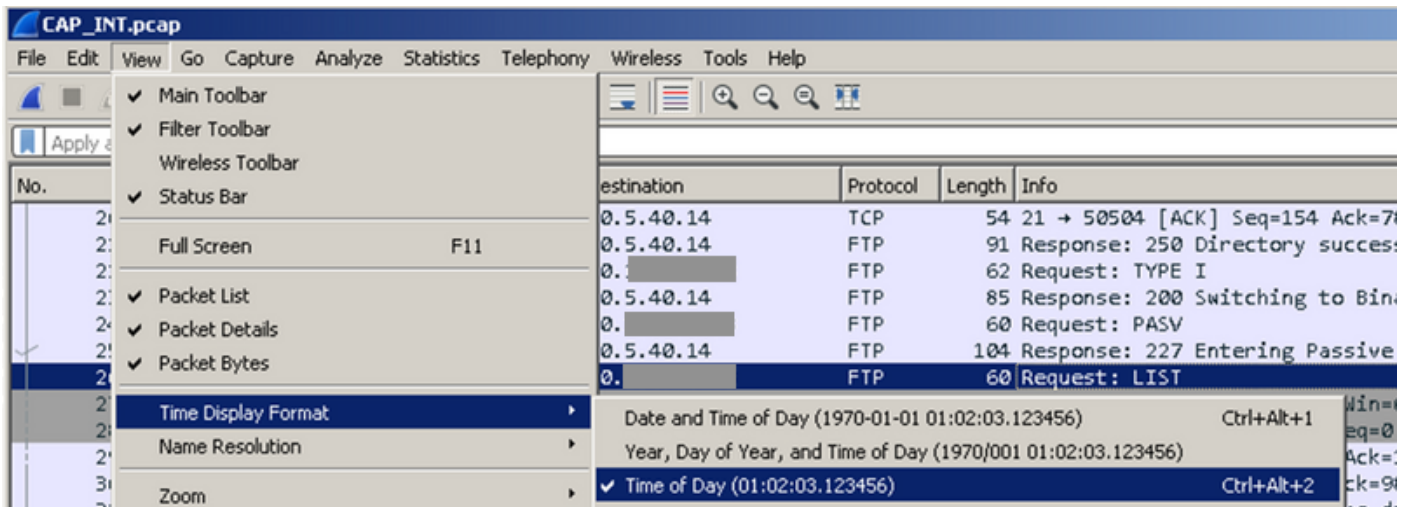 CAP_INT.pcap
File Edit View Go Capture Analyze Statistics Telephony Wireless Tools Help
Main Toolbar
Apply
Filter Toolbar
Wireless Toolbar
Status Bar
No. estination Protocol Length Info
0.5.40.14 TCP 54 21 → 50504 [ACK] Seq=154 Ack=7
Full Screen F11
0.5.40.14 FTP 91 Response: 250 Directory succes
0. FTP 62 Request: TYPE I
Packet List
0.5.40.14 FTP 85 Response: 200 Switching to Bin
Packet Details
0. FTP 60 Request: PASV
0.5.40.14 FTP 104 Response: 227 Entering Passive
Packet Bytes
0. FTP 60 Request: LIST
Time Display Format
Date and Time of Day (1970-01-01 01:02:03.123456) Ctrl+Alt+1
Name Resolution
Year, Day of Year, and Time of Day (1970/001 01:02:03.123456)
Zoom
Time of Day (01:02:03.123456) Ctrl+Alt+2